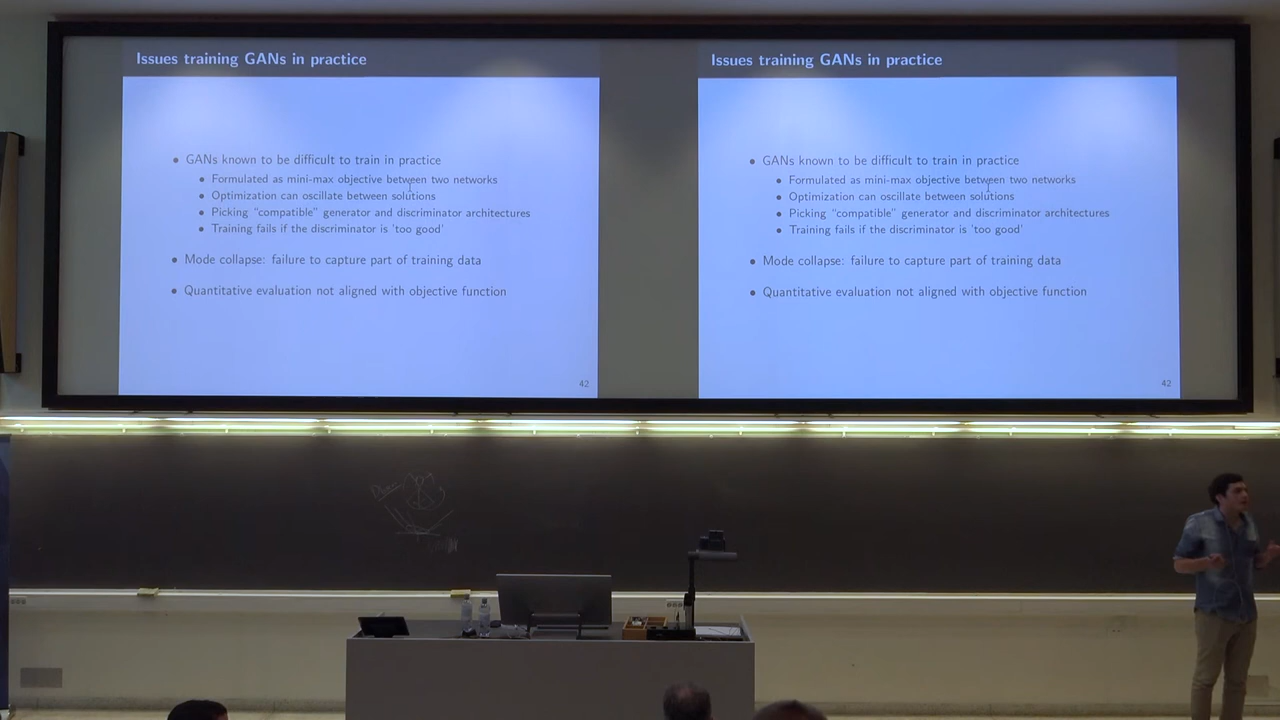 Issues training GANs in practice
• GANs known to be difficult to train in practice
• Formulated as mini-max objective between two networks
• Optimization can oscillate between solutions
• Picking “compatible” generator and discriminator architectures
• Training fails if the discriminator is 'too good'
• Mode collapse: failure to capture part of training data
• Quantitative evaluation not aligned with objective function
42
Issues training GANs in practice
• GANs known to be difficult to train in practice
• Formulated as mini-max objective between two networks
• Optimization can oscillate between solutions
• Picking “compatible” generator and discriminator architectures
• Training fails if the discriminator is 'too good'
• Mode collapse: failure to capture part of training data
• Quantitative evaluation not aligned with objective function
42